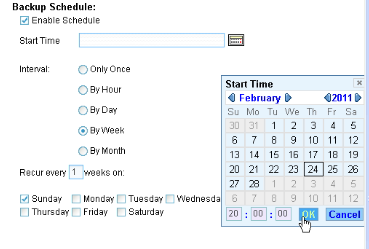 Backup Schedule:
Enable Schedule
Start Time
Interval:
Only Once
By Hour
By Day
By Week
By Month
Recur every 1 weeks on:
Sunday Monday Tuesday Wednesda
Thursday Friday Saturday
Start Time ×
February 2011
Su Mo Tu We Th Fr Sa
30 31 1 2 3 4 5
6 7 8 9 10 11 12
13 14 15 16 17 18 19
20 21 22 23 24 25 26
27 28 1 2 3 4 5
6 7 8 9 10 11 12
20 : 00 : 00 OK Cancel